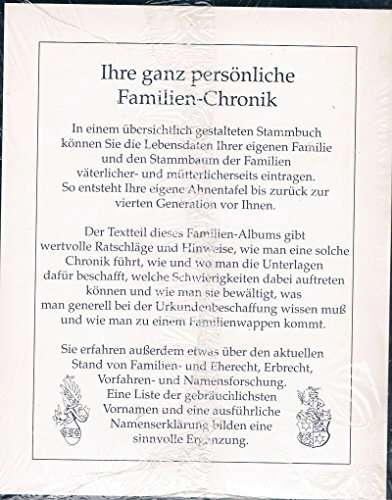 Ihre ganz persönliche
Familien-Chronik
In einem übersichtlich gestalteten Stammbuch
können Sie die Lebensdaten Ihrer eigenen Familie
und den Stammbaum der Familien
väterlicher- und mütterlicherseits eintragen.
So entsteht Ihre eigene Ahnentafel bis zurück zur
vierten Generation vor Ihnen.
Der Textteil dieses Familien-Albums gibt
wertvolle Ratschläge und Hinweise, wie man eine solche
Chronik führt, wie und wo man die Unterlagen
dafür beschafft, welche Schwierigkeiten dabei auftreten
können und wie man sie bewältigt, was
man generell bei der Urkundenbeschaffung wissen muß
und wie man zu einem Familienwappen kommt.
Sie erfahren außerdem etwas über den aktuellen
Stand von Familien- und Eherecht, Erbrecht,
Vorfahren- und Namensforschung.
Eine Liste der gebräuchlichsten
Vornamen und eine ausführliche
Namenserklärung bilden eine
sinnvolle Ergänzung.